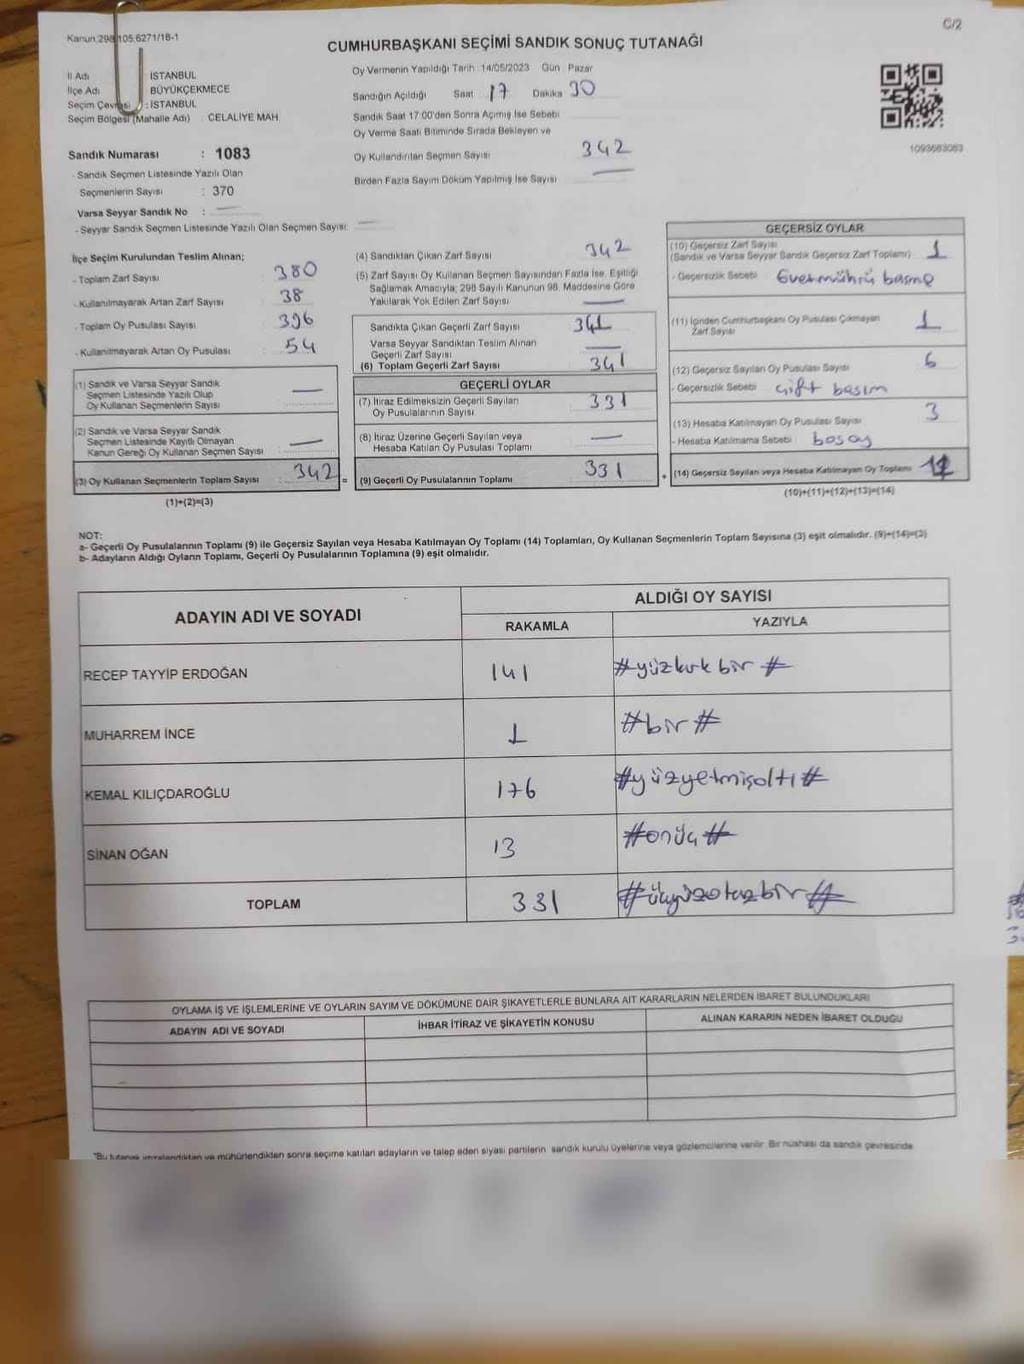 Kanun:298,105,6271/18-1
C/2
CUMHURBAŞKANI SEÇİMİ SANDIK SONUÇ TUTANAĞI
İl Adı : İSTANBUL
İlçe Adı : BÜYÜKÇEKMECE
Seçim Çevresi : İSTANBUL
Seçim Bölgesi (Mahalle Adı) : CELALİYE MAH.
Oy Vermenin Yapıldığı Tarih :14/05/2023 Gün : Pazar
Sandığın Açıldığı Saat 17 Dakika 30
Sandık Saat 17:00'den Sonra Açılmış İse Sebebi
Oy Verme Saati Bitiminde Sırada Bekleyen ve
Oy Kullandırılan Seçmen Sayısı 342
Birden Fazla Sayım Döküm Yapılmış İse Sayısı
1093663083
Sandık Numarası : 1083
- Sandık Seçmen Listesinde Yazılı Olan
Seçmenlerin Sayısı : 370
Varsa Seyyar Sandık No :
- Seyyar Sandık Seçmen Listesinde Yazılı Olan Seçmen Sayısı:
İlçe Seçim Kurulundan Teslim Alınan;
- Toplam Zarf Sayısı 380
- Kullanılmayarak Artan Zarf Sayısı 38
- Toplam Oy Pusulası Sayısı 396
- Kullanılmayarak Artan Oy Pusulası 54
(1) Sandık ve Varsa Seyyar Sandık
Seçmen Listesinde Yazılı Olup
Oy Kullanan Seçmenlerin Sayısı
(2) Sandık ve Varsa Seyyar Sandık
Seçmen Listesinde Kayıtlı Olmayan
Kanun Gereği Oy Kullanan Seçmen Sayısı
(3) Oy Kullanan Seçmenlerin Toplam Sayısı 342 =
(1)+(2)=(3)
(4) Sandıktan Çıkan Zarf Sayısı 342
(5) Zarf Sayısı Oy Kullanan Seçmen Sayısından Fazla İse, Eşitliği
Sağlamak Amacıyla; 298 Sayılı Kanunun 98. Maddesine Göre
Yakılarak Yok Edilen Zarf Sayısı
Sandıkta Çıkan Geçerli Zarf Sayısı 341
Varsa Seyyar Sandıktan Teslim Alınan
Geçerli Zarf Sayısı
(6) Toplam Geçerli Zarf Sayısı 341
GEÇERLİ OYLAR
(7) İtiraz Edilmeksizin Geçerli Sayılan
Oy Pusulalarının Sayısı 331
(8) İtiraz Üzerine Geçerli Sayılan veya
Hesaba Katılan Oy Pusulası Toplamı
(9) Geçerli Oy Pusulalarının Toplamı 331 +
GEÇERSİZ OYLAR
(10) Geçersiz Zarf Sayısı
(Sandık ve Varsa Seyyar Sandık Geçersiz Zarf Toplamı) 1
- Geçersizlik Sebebi Evetmührü basma
(11) İçinden Cumhurbaşkanı Oy Pusulası Çıkmayan
Zarf Sayısı 1
(12) Geçersiz Sayılan Oy Pusulası Sayısı 6
- Geçersizlik Sebebi Çift basım
(13) Hesaba Katılmayan Oy Pusulası Sayısı 3
- Hesaba Katılmama Sebebi boş oy
(14) Geçersiz Sayılan veya Hesaba Katılmayan Oy Toplamı
(10)+(11)+(12)+(13)=(14)
NOT:
a- Geçerli Oy Pusulalarının Toplamı (9) ile Geçersiz Sayılan veya Hesaba Katılmayan Oy Toplamı (14) Toplamları, Oy Kullanan Seçmenlerin Toplam Sayısına (3) eşit olmalıdır. (9)+(14)=(3)
b- Adayların Aldığı Oyların Toplamı, Geçerli Oy Pusulalarının Toplamına (9) eşit olmalıdır.
ADAYIN ADI VE SOYADI
ALDIĞI OY SAYISI
RAKAMLA YAZIYLA
RECEP TAYYİP ERDOĞAN 141 #yüzkırk bir #
MUHARREM İNCE 1 #bir#
KEMAL KILIÇDAROĞLU 176 #yüzyetmişaltı#
SİNAN OĞAN 13 #onüç#
TOPLAM 331 #üçyüzotuzbir#
OYLAMA İŞ VE İŞLEMLERİNE VE OYLARIN SAYIM VE DÖKÜMÜNE DAİR ŞİKAYETLERLE BUNLARA AİT KARARLARIN NELERDEN İBARET BULUNDUKLARI
ADAYIN ADI VE SOYADI İHBAR İTİRAZ VE ŞİKAYETİN KONUSU ALINAN KARARIN NEDEN İBARET OLDUĞU
*Bu tutanak imzalandıktan ve mühürlendikten sonra seçime katılan adayların ve talep eden siyasi partilerin sandık kurulu üyelerine veya gözlemcilerine verilir. Bir nüshası da sandık çevresinde